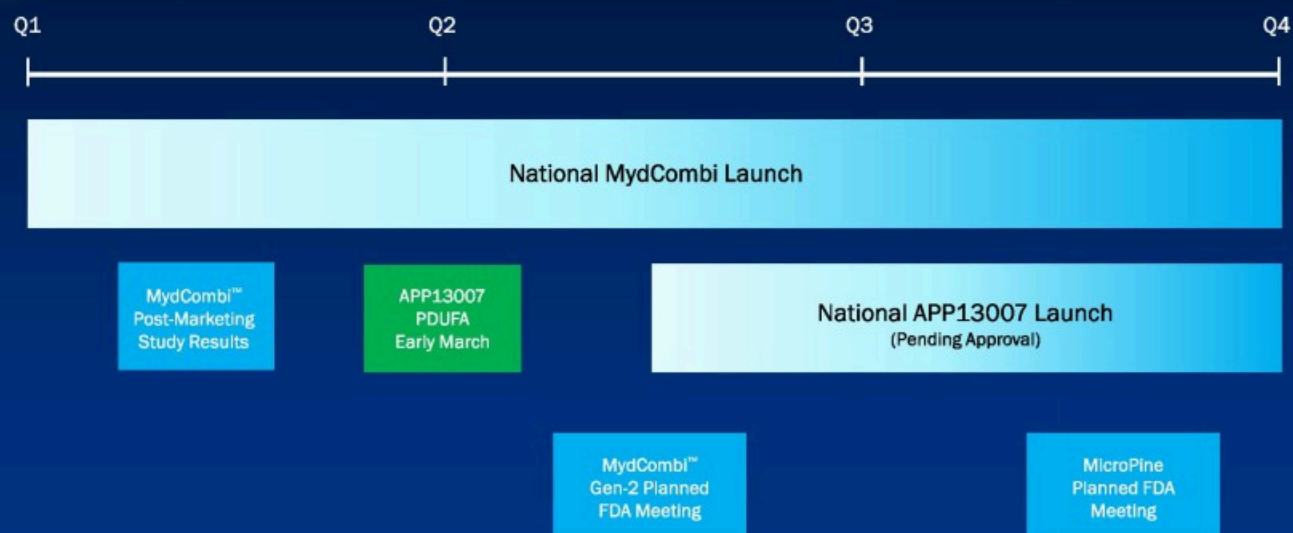 Q1 Q2 Q3 Q4
National MydCombi Launch
MydCombi™
Post-Marketing
Study Results
APP13007
PDUFA
Early March
National APP13007 Launch
(Pending Approval)
MydCombi™
Gen-2 Planned
FDA Meeting
MicroPine
Planned FDA
Meeting